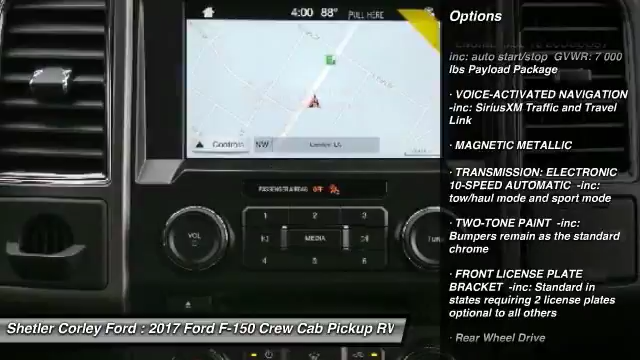 4:00 88° PULL HERE
Controls
NW
PASSENGER AIRBAG OFF
VOL
1 2 3
MEDIA
4 5 6
TUNE
Options
inc: auto start/stop GVWR: 7 000
lbs Payload Package
· VOICE-ACTIVATED NAVIGATION
-inc: SiriusXM Traffic and Travel
Link
· MAGNETIC METALLIC
· TRANSMISSION: ELECTRONIC
10-SPEED AUTOMATIC -inc:
tow/haul mode and sport mode
· TWO-TONE PAINT -inc:
Bumpers remain as the standard
chrome
· FRONT LICENSE PLATE
BRACKET -inc: Standard in
states requiring 2 license plates
optional to all others
· Rear Wheel Drive
Shetler Corley Ford : 2017 Ford F-150 Crew Cab Pickup RV